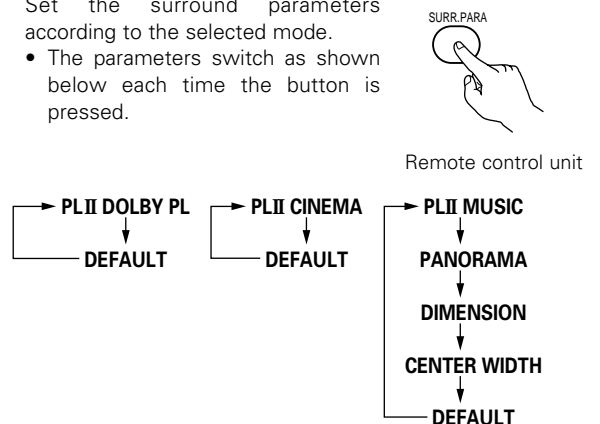 Set the surround parameters
according to the selected mode.
• The parameters switch as shown
below each time the button is
pressed.
SURR.PARA
Remote control unit
PLII DOLBY PL
DEFAULT
PLII CINEMA
DEFAULT
PLII MUSIC
PANORAMA
DIMENSION
CENTER WIDTH
DEFAULT